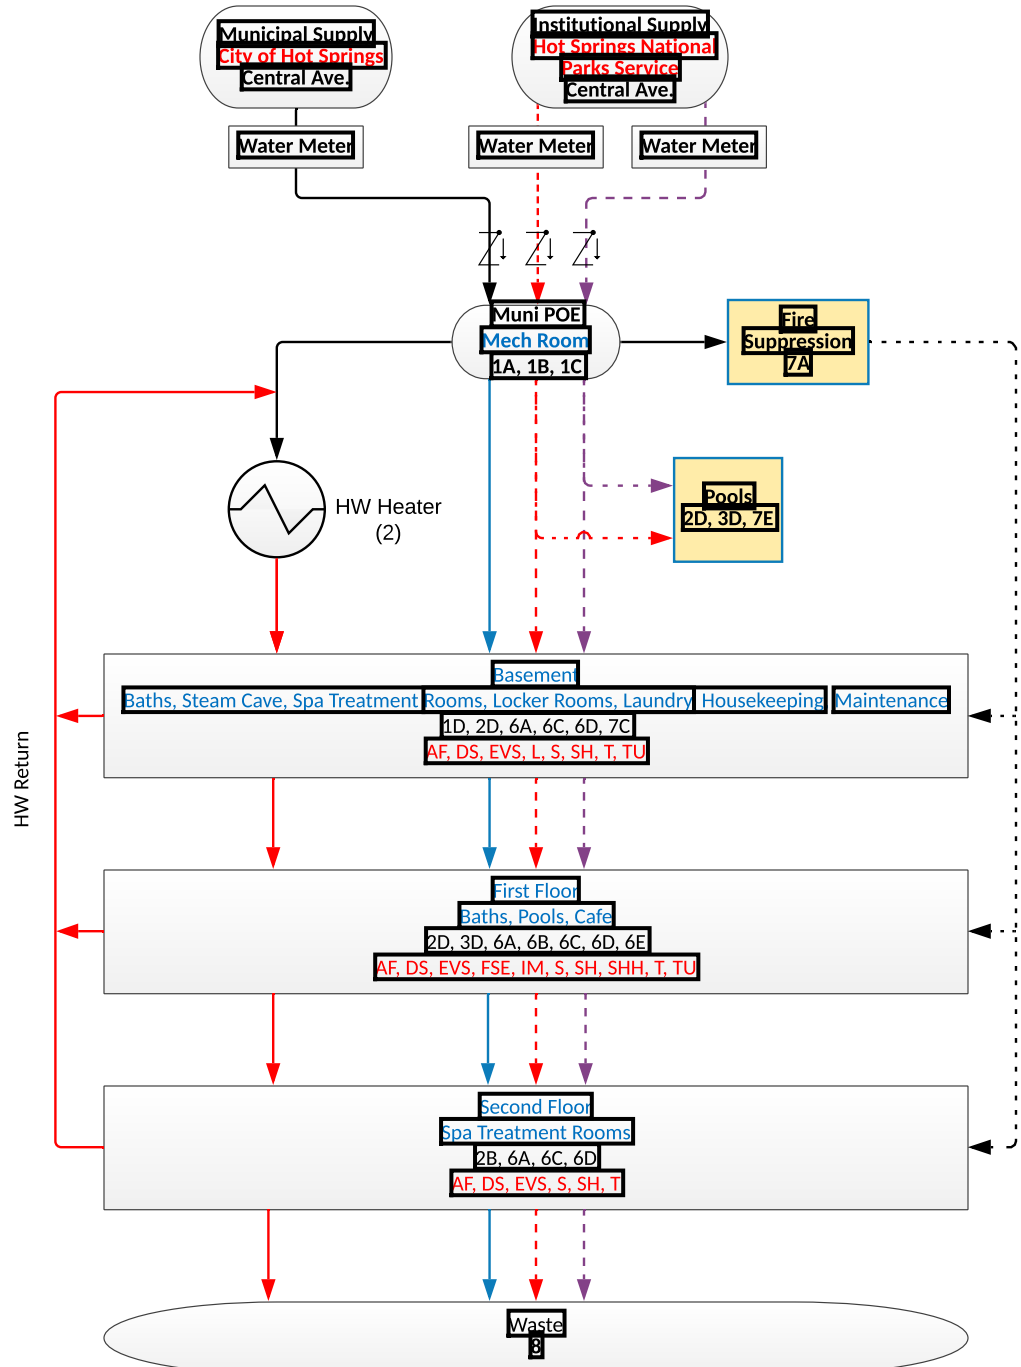 Municipal Supply
City of Hot Springs
Central Ave.
Institutional Supply
Hot Springs National
Parks Service
Central Ave.
Water Meter
Water Meter
Water Meter
Muni POE
Mech Room
1A, 1B, 1C
Fire
Suppression
7A
HW Heater
(2)
Pools
2D, 3D, 7E
Basement
Baths, Steam Cave, Spa Treatment Rooms, Locker Rooms, Laundry, Housekeeping, Maintenance
1D, 2D, 6A, 6C, 6D, 7C
AF, DS, EVS, L, S, SH, T, TU
HW Return
First Floor
Baths, Pools, Cafe
2D, 3D, 6A, 6B, 6C, 6D, 6E
AF, DS, EVS, FSE, IM, S, SH, SHH, T, TU
Second Floor
Spa Treatment Rooms
2B, 6A, 6C, 6D
AF, DS, EVS, S, SH, T
Waste
8